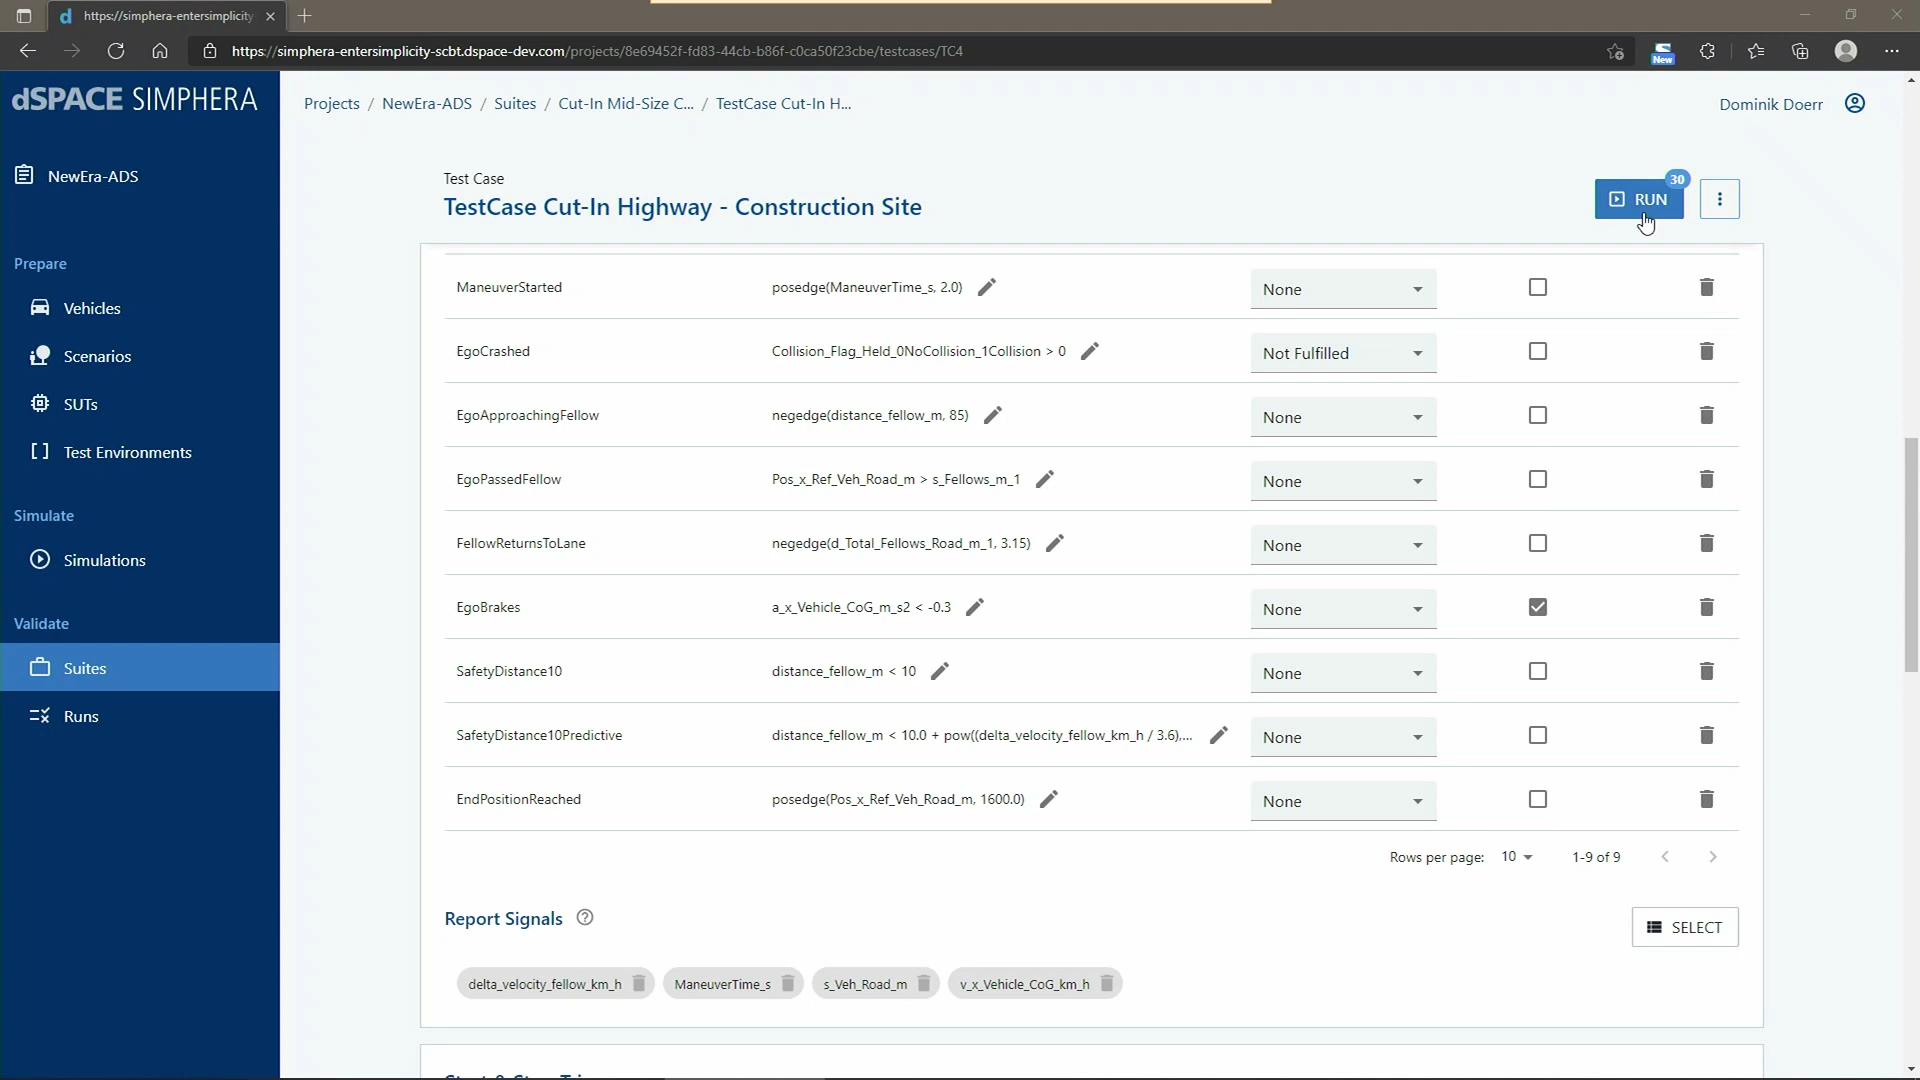 https://simphera-entersimplicity
https://simphera-entersimplicity-scbt.dspace-dev.com/projects/8e69452f-fd83-44cb-b86f-c0ca50f23cbe/testcases/TC4
New
dSPACE SIMPHERA
Projects / NewEra-ADS / Suites / Cut-In Mid-Size C... / TestCase Cut-In H...
Dominik Doerr
NewEra-ADS
Prepare
Vehicles
Scenarios
SUTs
Test Environments
Simulate
Simulations
Validate
Suites
Runs
Test Case
TestCase Cut-In Highway - Construction Site
30
RUN
ManeuverStarted posedge(ManeuverTime_s, 2.0) None
EgoCrashed Collision_Flag_Held_0NoCollision_1Collision > 0 Not Fulfilled
EgoApproachingFellow negedge(distance_fellow_m, 85) None
EgoPassedFellow Pos_x_Ref_Veh_Road_m > s_Fellows_m_1 None
FellowReturnsToLane negedge(d_Total_Fellows_Road_m_1, 3.15) None
EgoBrakes a_x_Vehicle_CoG_m_s2 < -0.3 None
SafetyDistance10 distance_fellow_m < 10 None
SafetyDistance10Predictive distance_fellow_m < 10.0 + pow((delta_velocity_fellow_km_h / 3.6),... None
EndPositionReached posedge(Pos_x_Ref_Veh_Road_m, 1600.0) None
Rows per page: 10 1-9 of 9
Report Signals
SELECT
delta_velocity_fellow_km_h ManeuverTime_s s_Veh_Road_m v_x_Vehicle_CoG_km_h